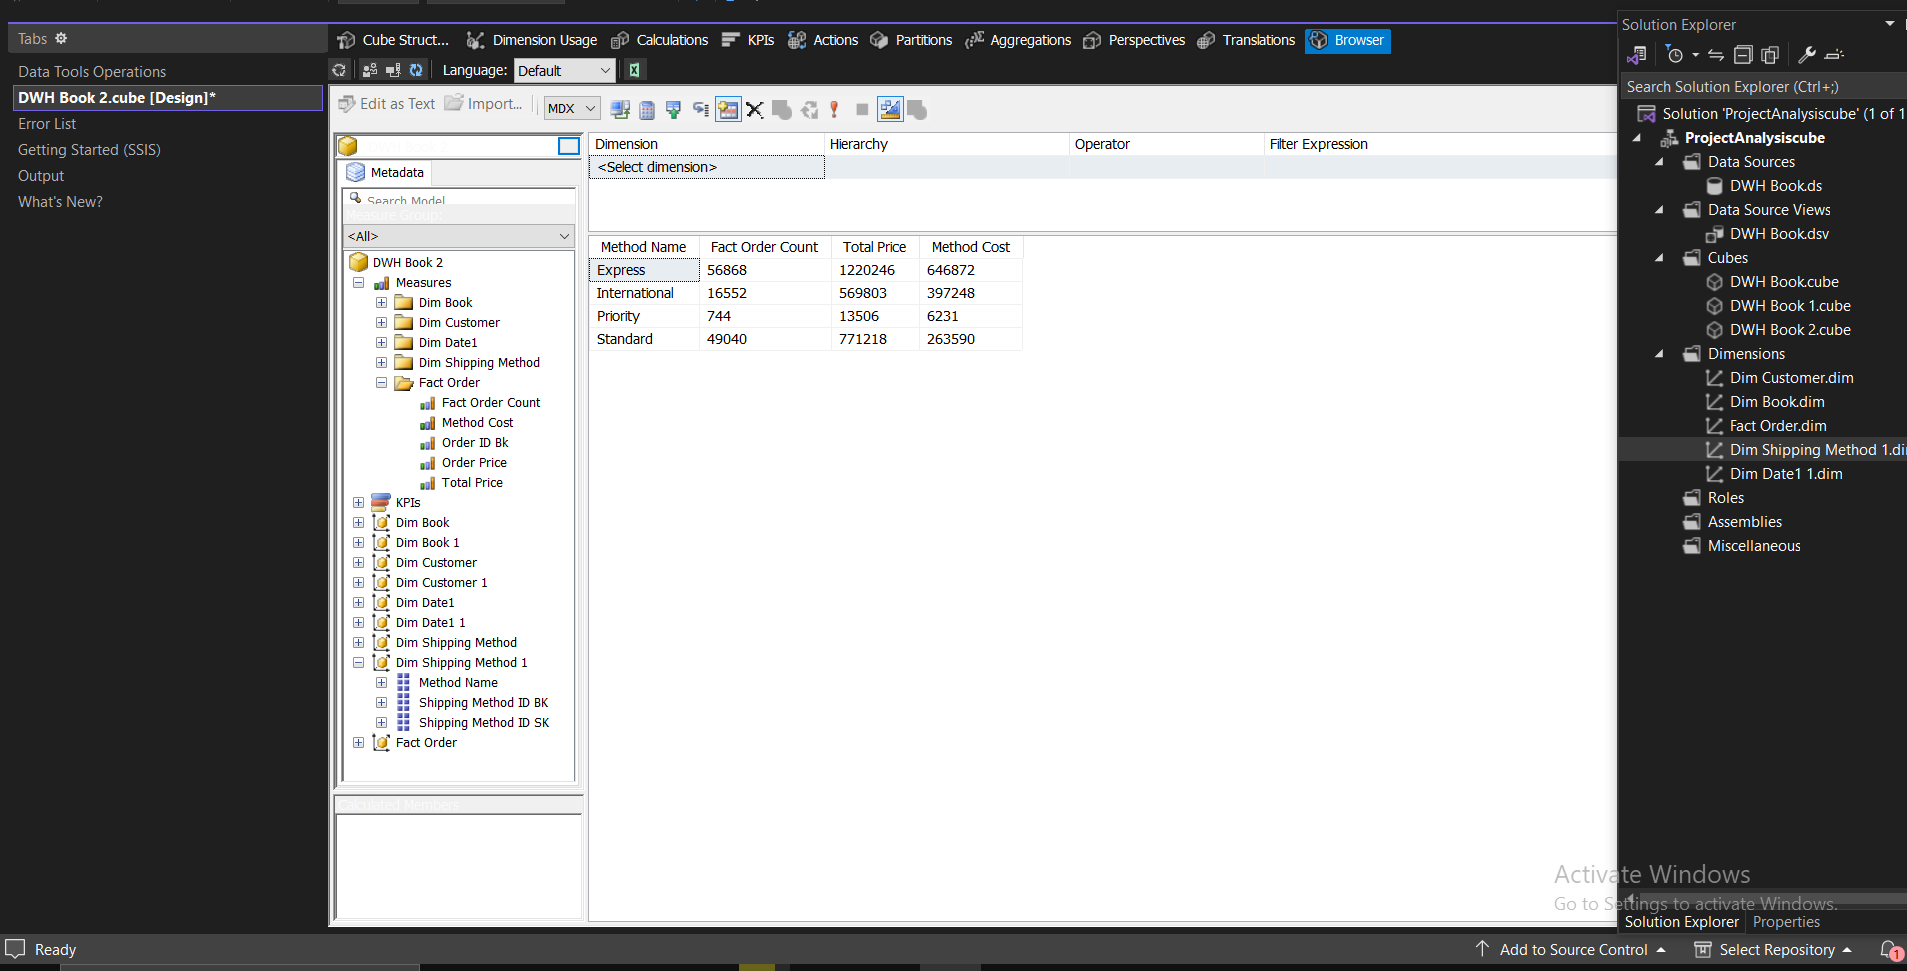 Tabs
Data Tools Operations
DWH Book 2.cube [Design]*
Error List
Getting Started (SSIS)
Output
What's New?
Cube Struct... Dimension Usage Calculations KPIs Actions Partitions Aggregations Perspectives Translations Browser
Language: Default
Edit as Text Import... MDX
Metadata
Search Model
Measure Group:
<All>
DWH Book 2
Measures
Dim Book
Dim Customer
Dim Date1
Dim Shipping Method
Fact Order
Fact Order Count
Method Cost
Order ID Bk
Order Price
Total Price
KPIs
Dim Book
Dim Book 1
Dim Customer
Dim Customer 1
Dim Date1
Dim Date1 1
Dim Shipping Method
Dim Shipping Method 1
Method Name
Shipping Method ID BK
Shipping Method ID SK
Fact Order
Calculated Members
Dimension Hierarchy Operator Filter Expression
<Select dimension>
Method Name Fact Order Count Total Price Method Cost
Express 56868 1220246 646872
International 16552 569803 397248
Priority 744 13506 6231
Standard 49040 771218 263590
Solution Explorer
Search Solution Explorer (Ctrl+;)
Solution 'ProjectAnalysiscube' (1 of 1
ProjectAnalysiscube
Data Sources
DWH Book.ds
Data Source Views
DWH Book.dsv
Cubes
DWH Book.cube
DWH Book 1.cube
DWH Book 2.cube
Dimensions
Dim Customer.dim
Dim Book.dim
Fact Order.dim
Dim Shipping Method 1.di
Dim Date1 1.dim
Roles
Assemblies
Miscellaneous
Activate Windows
Go to Settings to activate Windows.
Solution Explorer Properties
Ready
Add to Source Control Select Repository 1